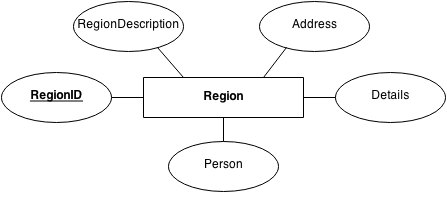 RegionDescription
Address
RegionID
Region
Details
Person